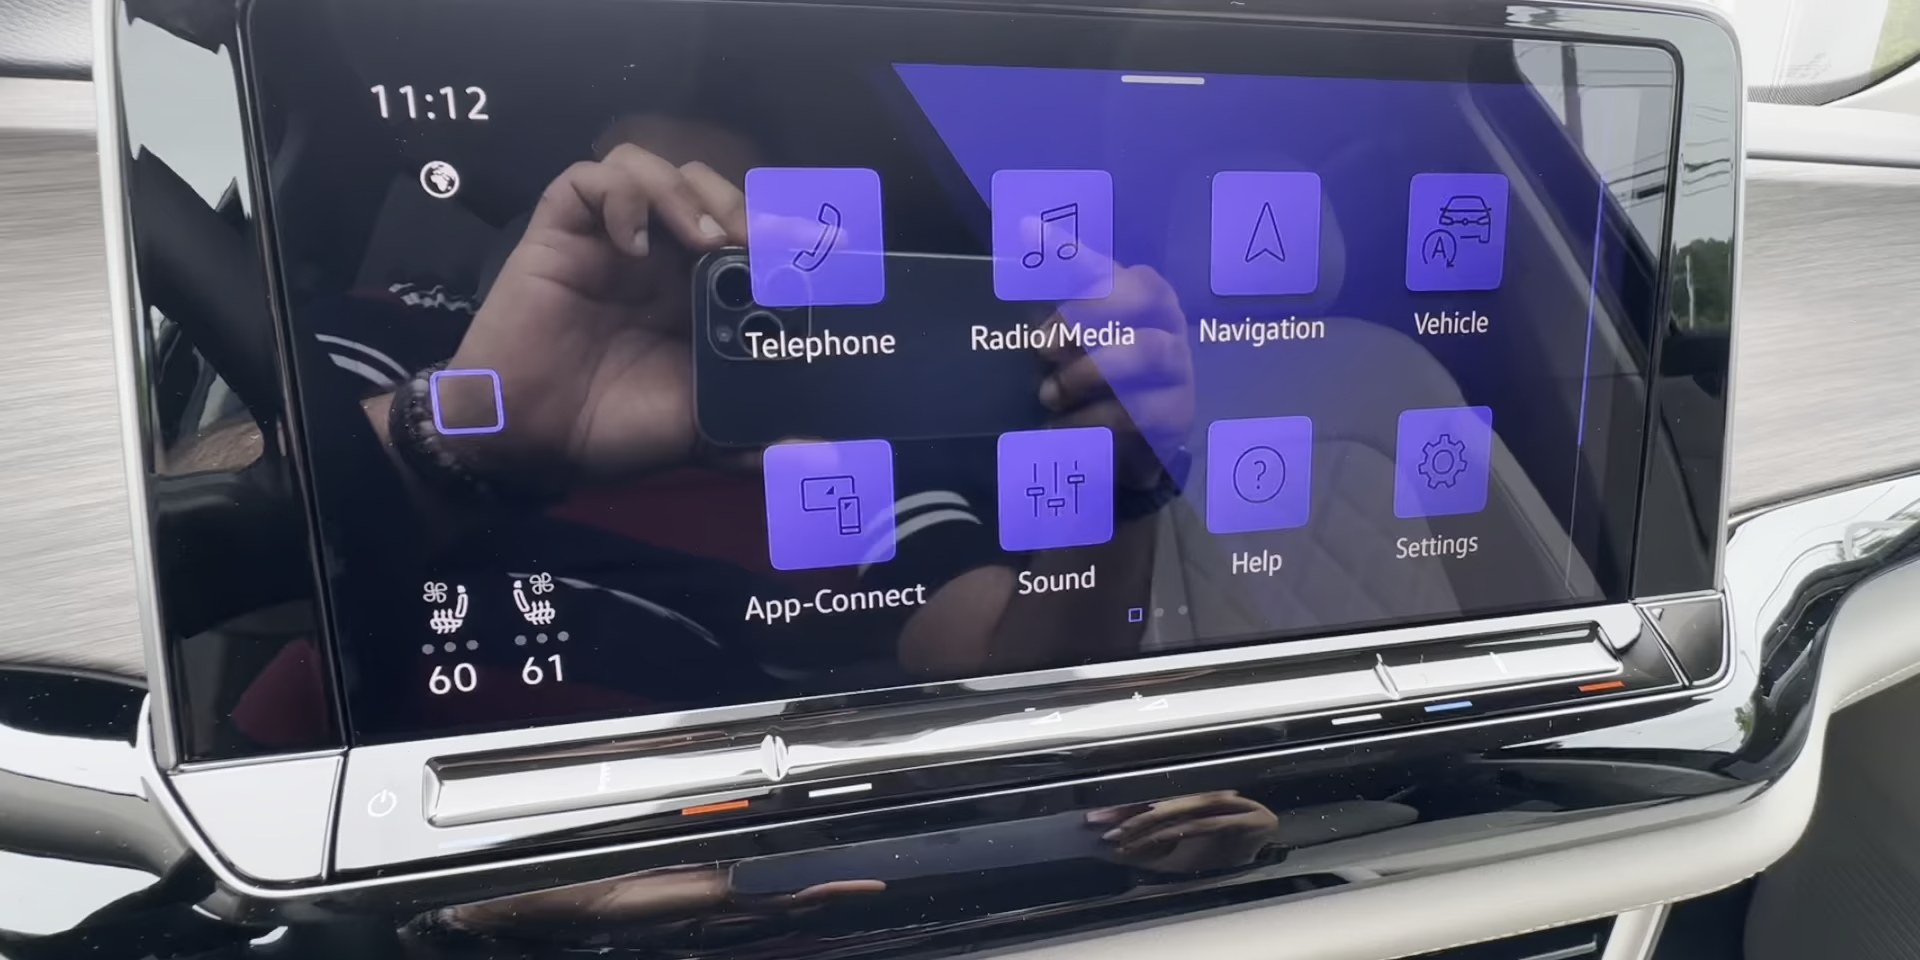 11:12
Telephone
Radio/Media
Navigation
Vehicle
A
App-Connect
Sound
?
Help
Settings
60
61